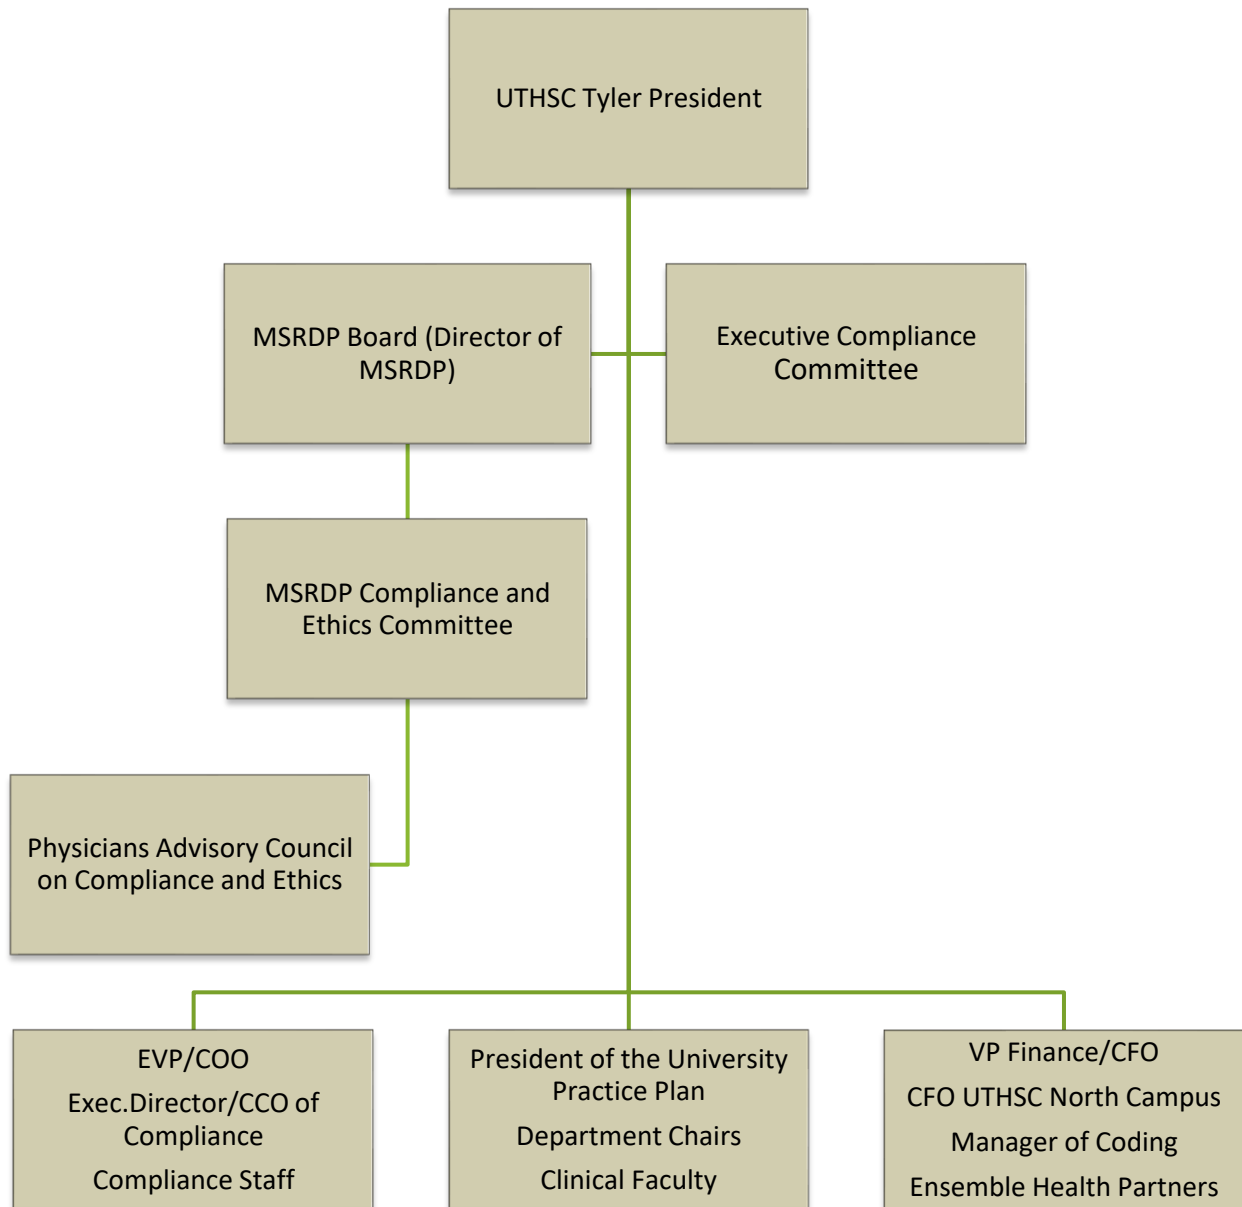 UTHSC Tyler President
MSRDP Board (Director of
MSRDP)
Executive Compliance
Committee
MSRDP Compliance and
Ethics Committee
Physicians Advisory Council
on Compliance and Ethics
EVP/COO
Exec.Director/CCO of
Compliance
Compliance Staff
President of the University
Practice Plan
Department Chairs
Clinical Faculty
VP Finance/CFO
CFO UTHSC North Campus
Manager of Coding
Ensemble Health Partners